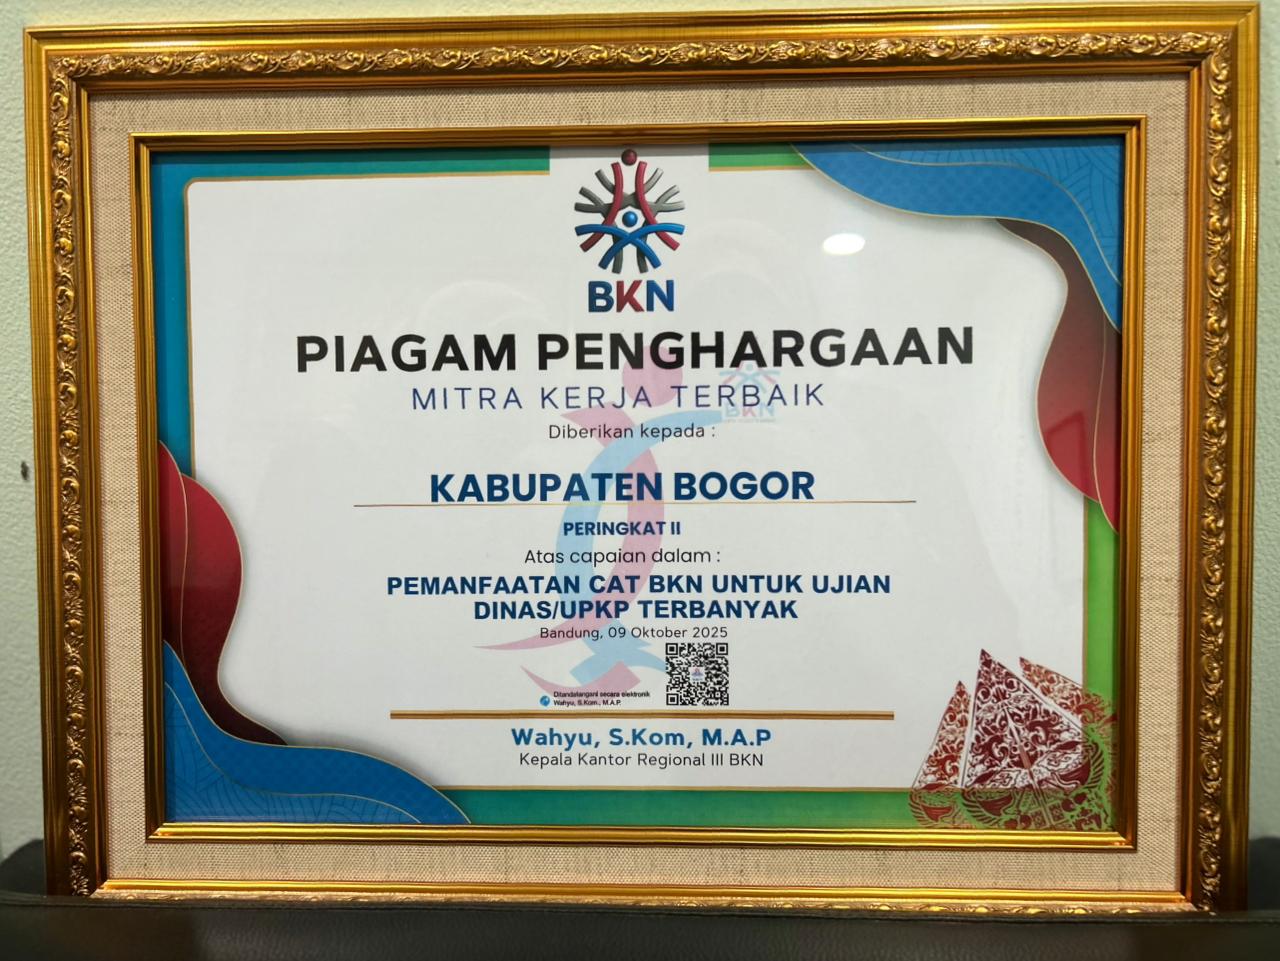 BKN
PIAGAM PENGHARGAAN
MITRA KERJA TERBAIK
BKN
Diberikan kepada :
KABUPATEN BOGOR
PERINGKAT II
Atas capaian dalam :
PEMANFAATAN CAT BKN UNTUK UJIAN
DINAS/UPKP TERBANYAK
Bandung, 09 Oktober 2025
Ditandatangani secara elektronik
Wahyu, S.Kom., M.A.P.
Wahyu, S.Kom, M.A.P
Kepala Kantor Regional III BKN